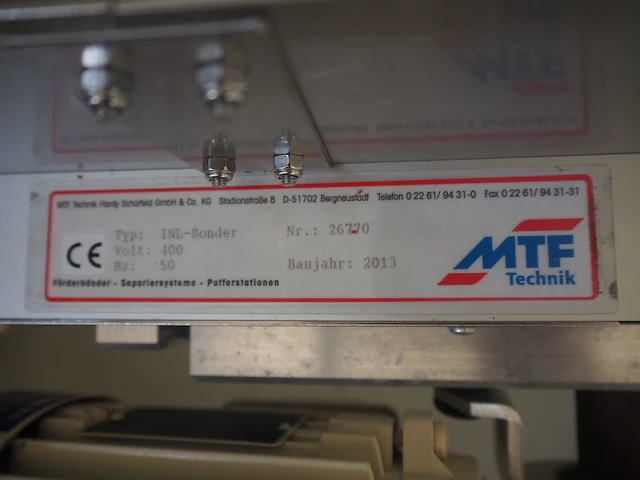 MTF Technik Hardy Schürfeld GmbH & Co. KG Stadionstraße 8 D-51702 Bergneustadt Telefon 0 22 61/ 94 31-0 Fax 0 22 61/ 94 31-31
Typ: INL-Sonder Nr.: 26770
Volt: 400
Hz: 50 Baujahr: 2013
CE
MTF
Technik
Förderbänder - Separiersysteme - Pufferstationen